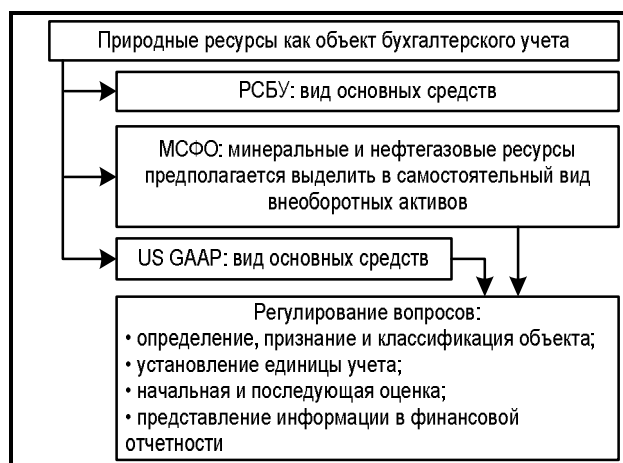 Природные ресурсы как объект бухгалтерского учета
РСБУ: вид основных средств
МСФО: минеральные и нефтегазовые ресурсы
предполагается выделить в самостоятельный вид
внеоборотных активов
US GAAP: вид основных средств
Регулирование вопросов:
• определение, признание и классификация объекта;
• установление единицы учета;
• начальная и последующая оценка;
• представление информации в финансовой
отчетности